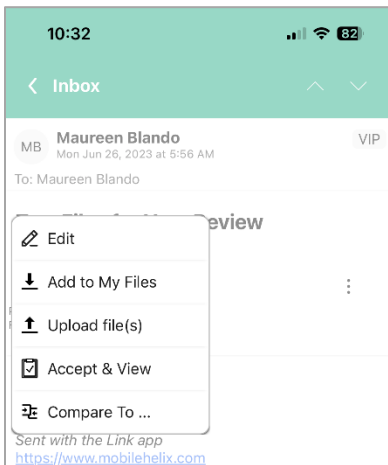 10:32
82
Inbox
MB
Maureen Blando
VIP
Mon Jun 26, 2023 at 5:56 AM
To: Maureen Blando
eview
Edit
Add to My Files
Upload file(s)
Accept & View
Compare To ...
Sent with the Link app
https://www.mobilehelix.com